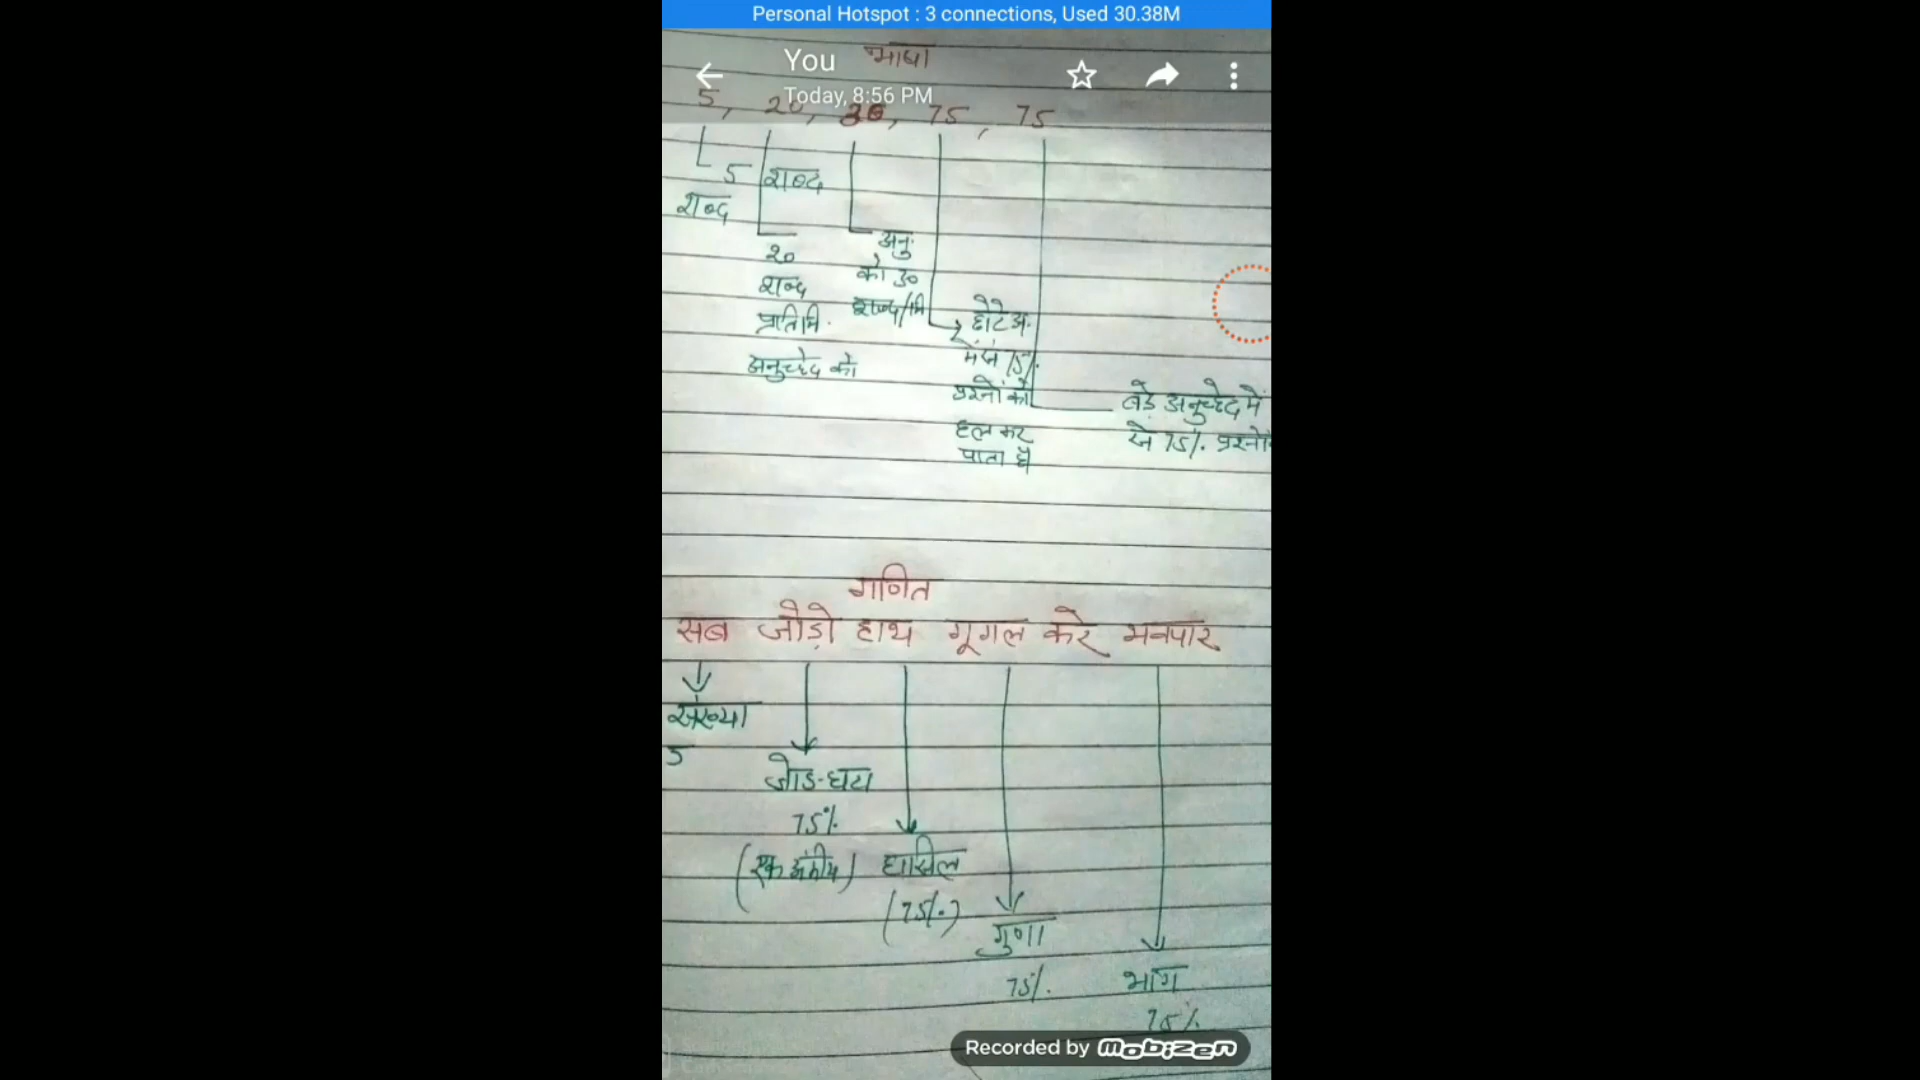 Personal Hotspot : 3 connections, Used 30.38M
You
Today, 8:56 PM
भाषा
5, 20, 30, 75, 75
5 शब्द
शब्द
20
शब्द
प्रतिमि.
अनुच्छेद को
अनु.
को 30
शब्द/मि
छोटे अ.
में से 75%.
प्रश्नों को
हल कर
पाता है
बड़े अनुच्छेद में
से 75%. प्रश्नों
गणित
सब जोड़ो हाथ गूगल करे भवपार
संख्या
5
जोड़-घटा
75%
(एक अंकीय)
हासिल
(75%.)
गुणा
75%.
भाग
75%.
Recorded by mobizen